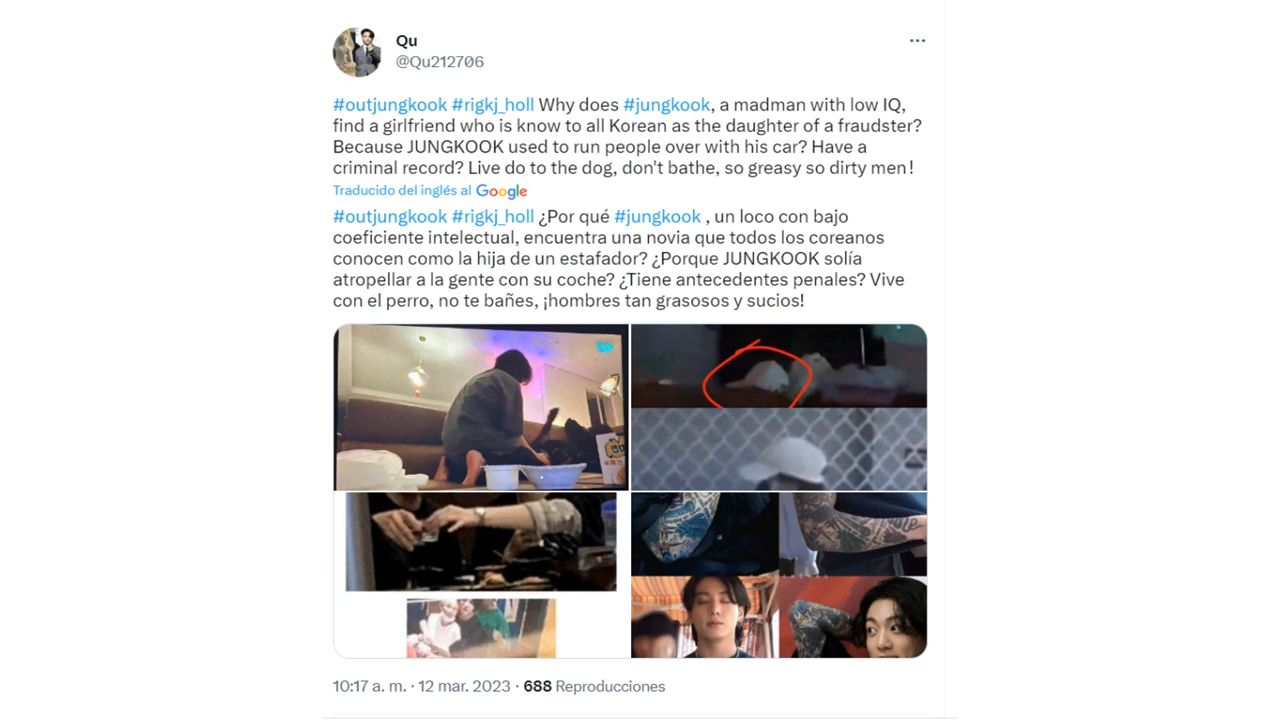 Qu
@Qu212706
#outjungkook #rigkj_holl Why does #jungkook, a madman with low IQ,
find a girlfriend who is know to all Korean as the daughter of a fraudster?
Because JUNGKOOK used to run people over with his car? Have a
criminal record? Live do to the dog, don't bathe, so greasy so dirty men!
Traducido del inglés al Google
#outjungkook #rigkj_holl ¿Por qué #jungkook , un loco con bajo
coeficiente intelectual, encuentra una novia que todos los coreanos
conocen como la hija de un estafador? ¿Porque JUNGKOOK solía
atropellar a la gente con su coche? ¿Tiene antecedentes penales? Vive
con el perro, no te bañes, ¡hombres tan grasosos y sucios!
10:17 a. m. · 12 mar. 2023 · 688 Reproducciones